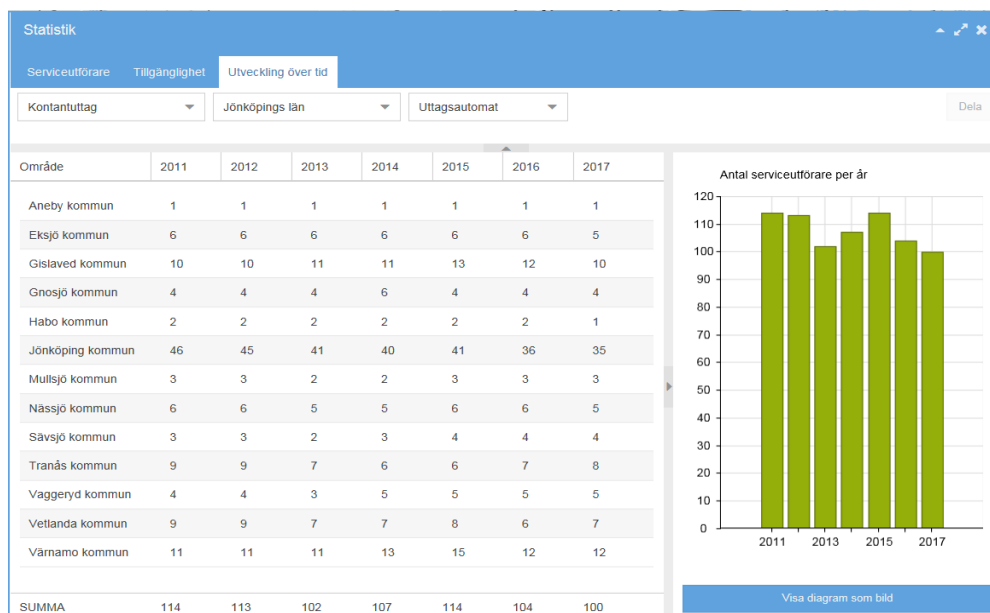 Statistik
Serviceutförare Tillgänglighet Utveckling över tid
Kontantuttag Jönköpings län Uttagsautomat Dela
Område 2011 2012 2013 2014 2015 2016 2017
Aneby kommun 1 1 1 1 1 1 1
Eksjö kommun 6 6 6 6 6 6 5
Gislaved kommun 10 10 11 11 13 12 10
Gnosjö kommun 4 4 4 6 4 4 4
Habo kommun 2 2 2 2 2 2 1
Jönköping kommun 46 45 41 40 41 36 35
Mullsjö kommun 3 3 2 2 3 3 3
Nässjö kommun 6 6 5 5 6 6 5
Sävsjö kommun 3 3 2 3 4 4 4
Tranås kommun 9 9 7 6 6 7 8
Vaggeryd kommun 4 4 3 5 5 5 5
Vetlanda kommun 9 9 7 7 8 6 7
Värnamo kommun 11 11 11 13 15 12 12
SUMMA 114 113 102 107 114 104 100
Antal serviceutförare per år
120
110
100
90
80
70
60
50
40
30
20
10
0
2011 2013 2015 2017
Visa diagram som bild